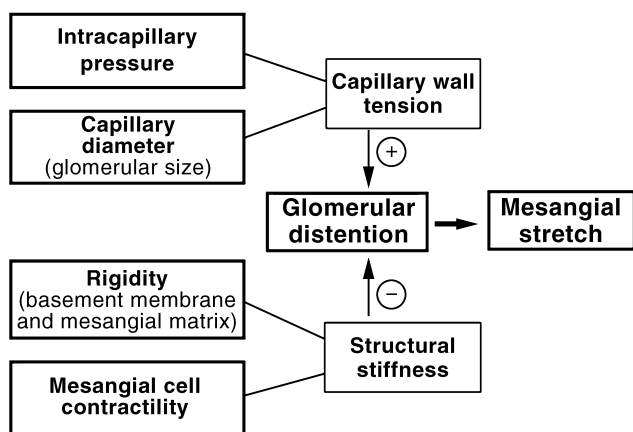 Intracapillary
pressure
Capillary wall
tension
Capillary
diameter
(glomerular size)
+
Glomerular
distention
Mesangial
stretch
Rigidity
(basement membrane
and mesangial matrix)
−
Structural
stiffness
Mesangial cell
contractility